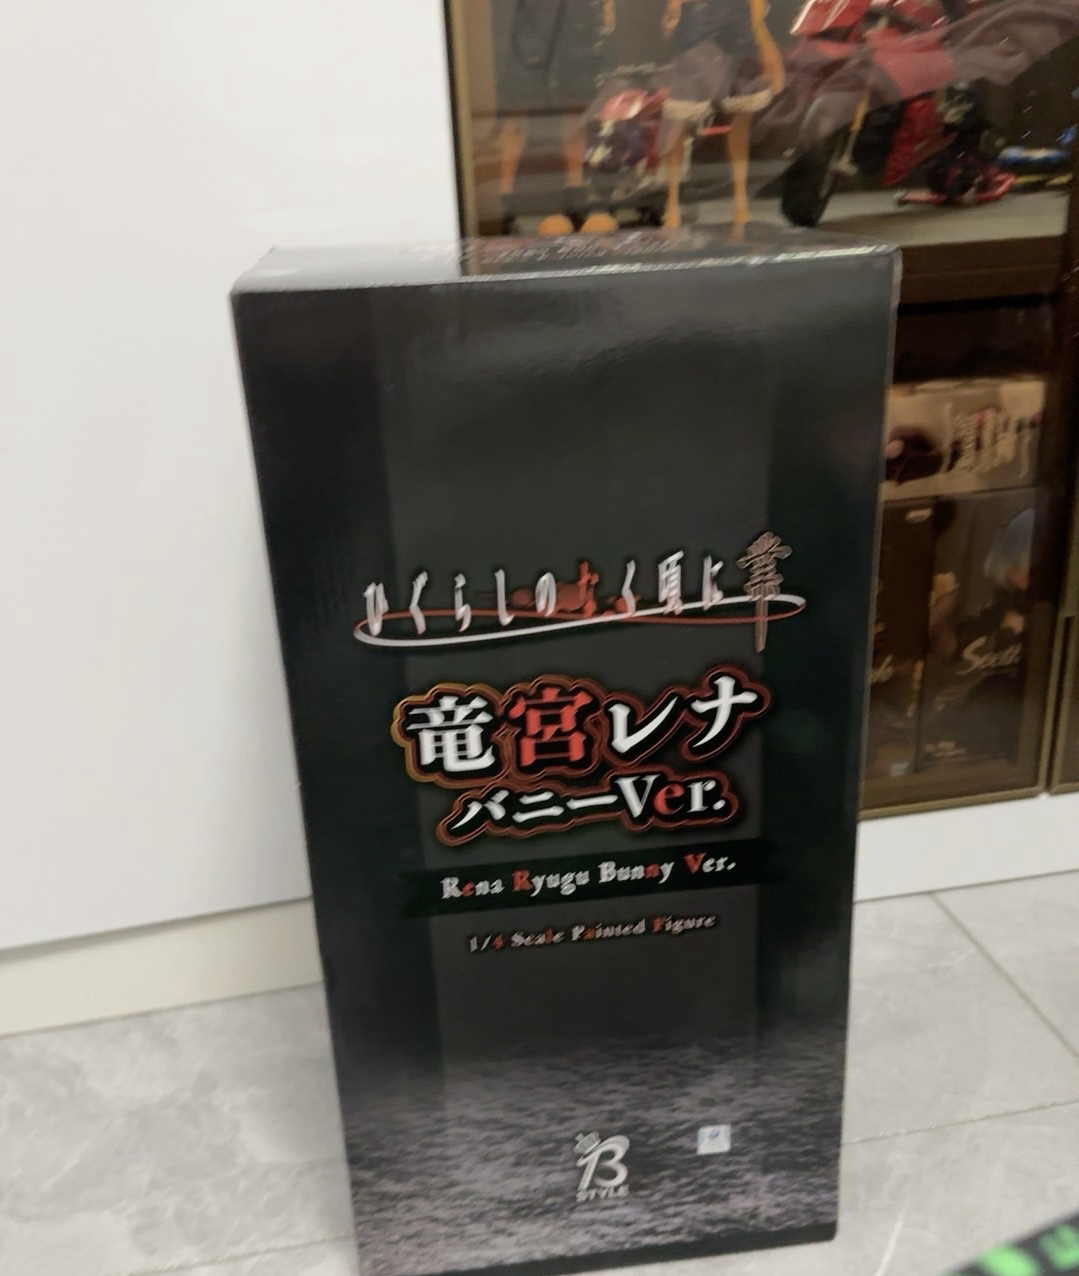 ひぐらしのなく頃に 業
竜宮レナ
バニーVer.
Rena Ryugu Bunny Ver.
1/4 Scale Painted Figure
B
STYLE